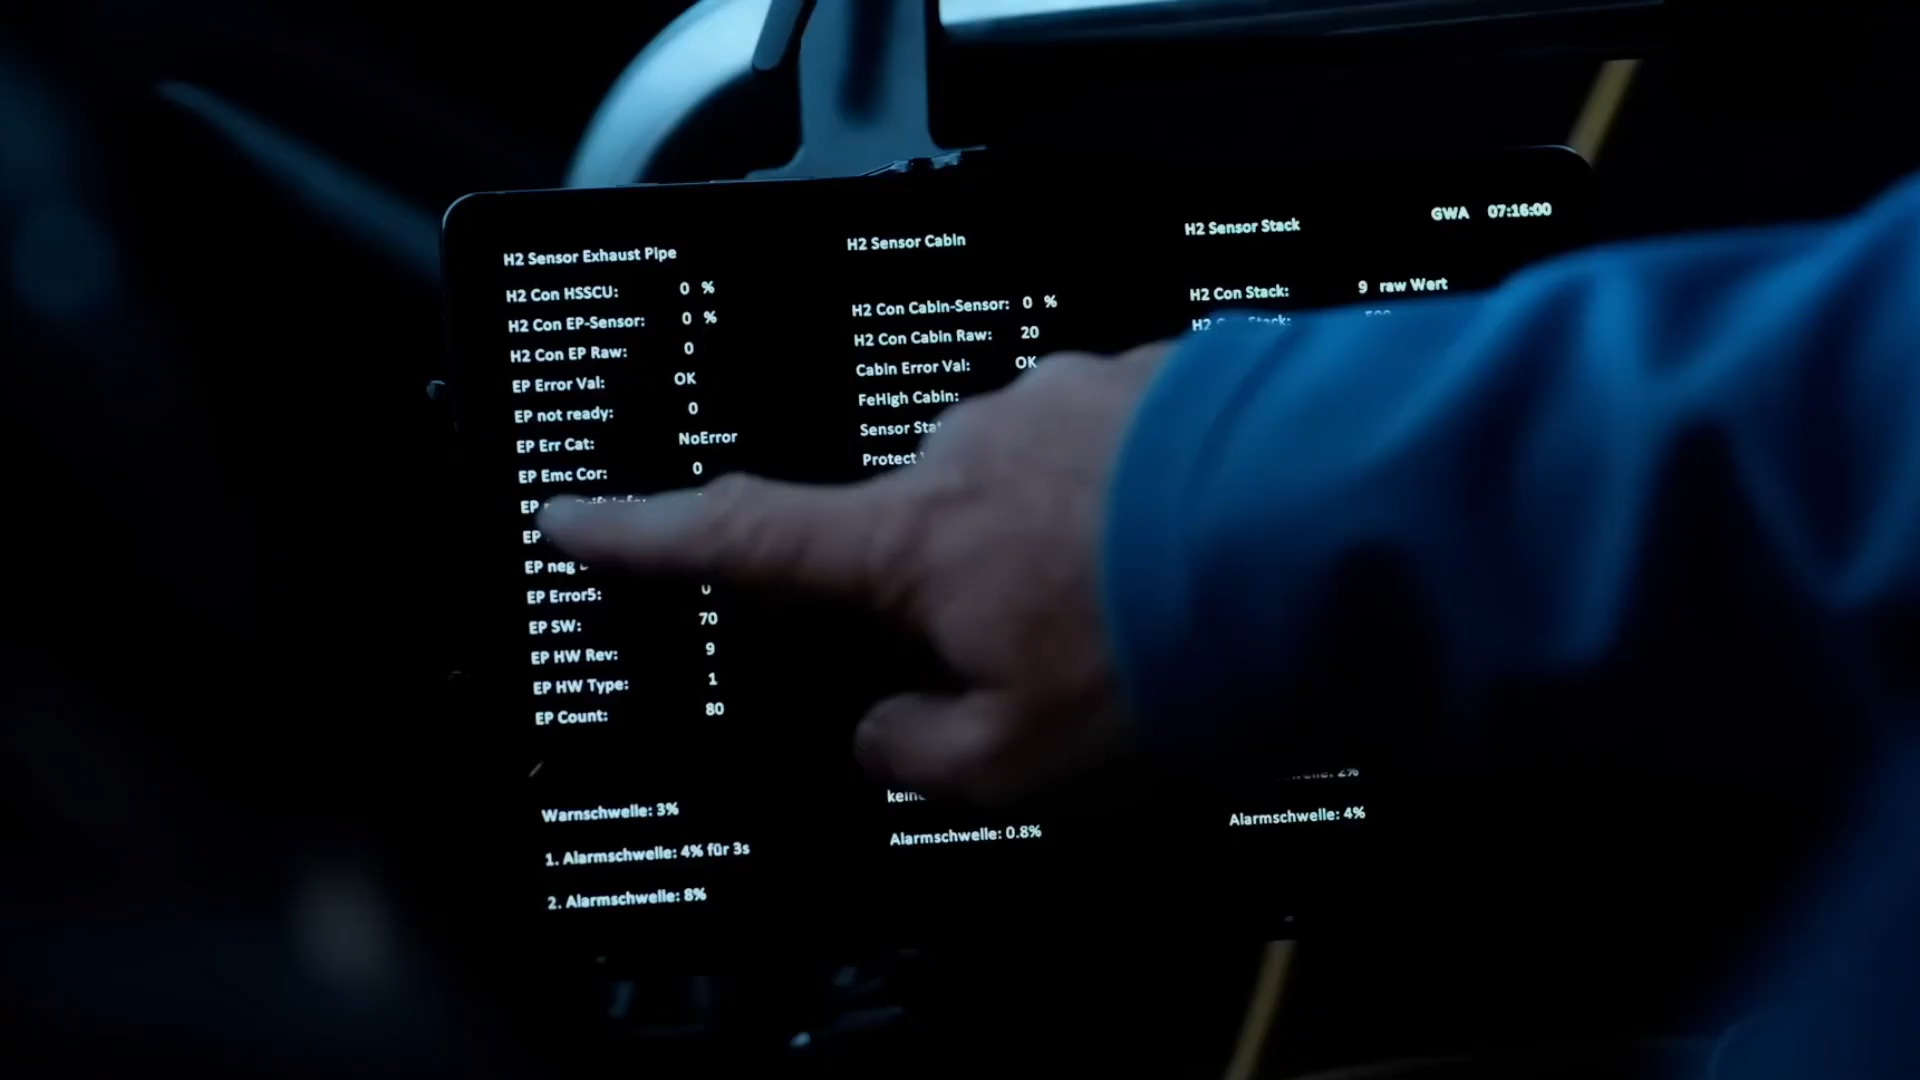 GWA 07:16:00
H2 Sensor Exhaust Pipe
H2 Con HSSCU: 0 %
H2 Con EP-Sensor: 0 %
H2 Con EP Raw: 0
EP Error Val: OK
EP not ready: 0
EP Err Cat: NoError
EP Emc Cor: 0
EP
EP
EP neg
EP Error5: 0
EP SW: 70
EP HW Rev: 9
EP HW Type: 1
EP Count: 80
Warnschwelle: 3%
1. Alarmschwelle: 4% für 3s
2. Alarmschwelle: 8%
H2 Sensor Cabin
H2 Con Cabin-Sensor: 0 %
H2 Con Cabin Raw: 20
Cabin Error Val: OK
FeHigh Cabin:
Sensor
Protect
Alarmschwelle: 0.8%
H2 Sensor Stack
H2 Con Stack: 9 raw Wert
H2 Stack:
2%
Alarmschwelle: 4%